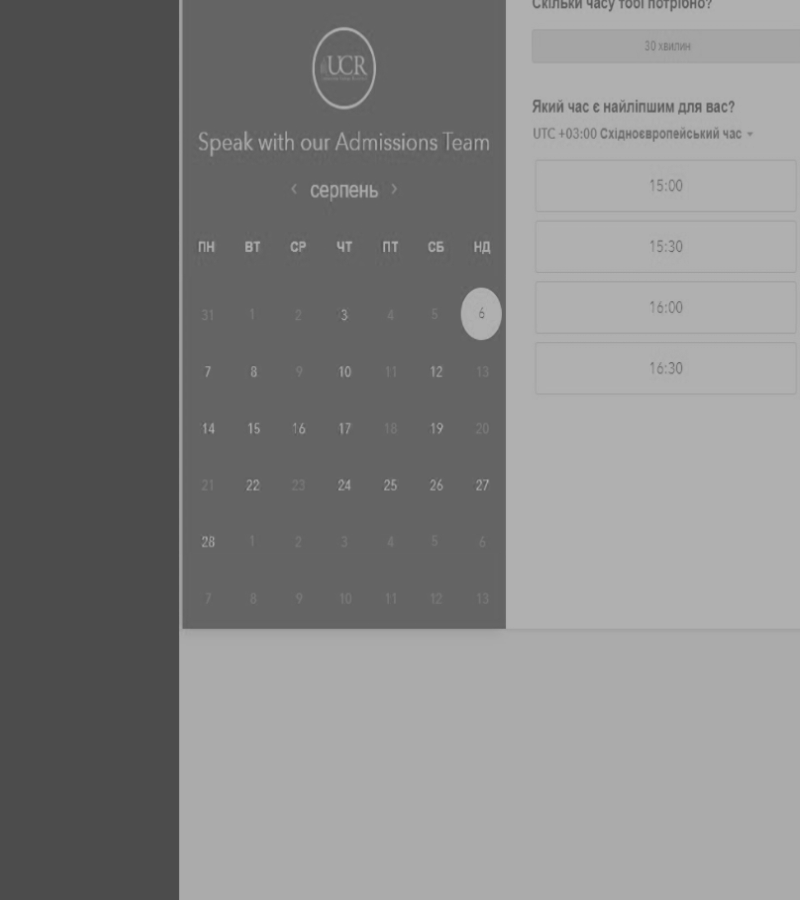 UCR
Speak with our Admissions Team
‹ серпень ›
ПН ВТ СР ЧТ ПТ СБ НД
31 1 2 3 4 5 6
7 8 9 10 11 12 13
14 15 16 17 18 19 20
21 22 23 24 25 26 27
28 1 2 3 4 5 6
7 8 9 10 11 12 13
Скільки часу тобі потрібно?
30 хвилин
Який час є найліпшим для вас?
UTC +03:00 Східноєвропейський час
15:00
15:30
16:00
16:30